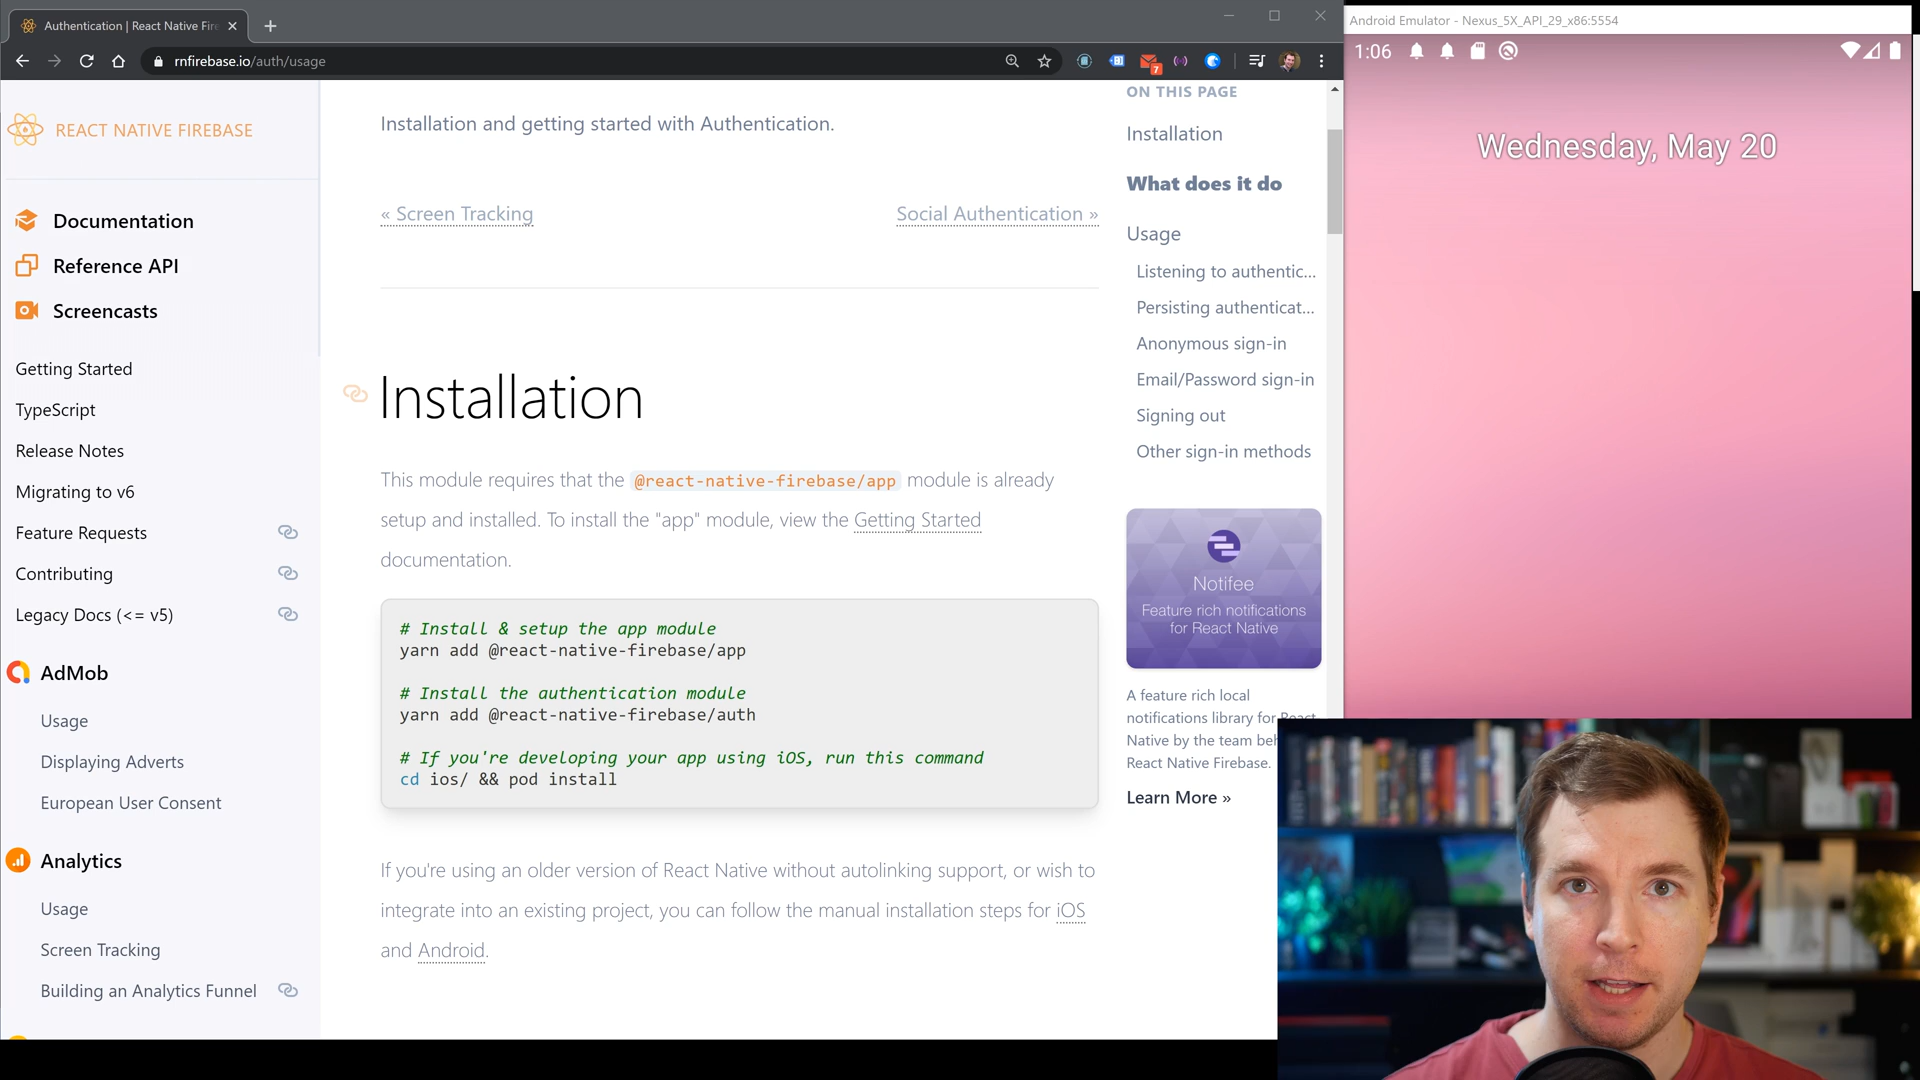 Authentication | React Native Fire
rnfirebase.io/auth/usage
7
REACT NATIVE FIREBASE
Documentation
Reference API
Screencasts
Getting Started
TypeScript
Release Notes
Migrating to v6
Feature Requests
Contributing
Legacy Docs (<= v5)
AdMob
Usage
Displaying Adverts
European User Consent
Analytics
Usage
Screen Tracking
Building an Analytics Funnel
Installation and getting started with Authentication.
« Screen Tracking
Social Authentication »
Installation
This module requires that the @react-native-firebase/app module is already
setup and installed. To install the "app" module, view the Getting Started
documentation.
# Install & setup the app module
yarn add @react-native-firebase/app
# Install the authentication module
yarn add @react-native-firebase/auth
# If you're developing your app using iOS, run this command
cd ios/ && pod install
If you're using an older version of React Native without autolinking support, or wish to
integrate into an existing project, you can follow the manual installation steps for iOS
and Android.
ON THIS PAGE
Installation
What does it do
Usage
Listening to authentic...
Persisting authenticat...
Anonymous sign-in
Email/Password sign-in
Signing out
Other sign-in methods
Notifee
Feature rich notifications
for React Native
A feature rich local
notifications library for React
Native by the team beh
React Native Firebase.
Learn More »
Android Emulator - Nexus_5X_API_29_x86:5554
1:06
Wednesday, May 20